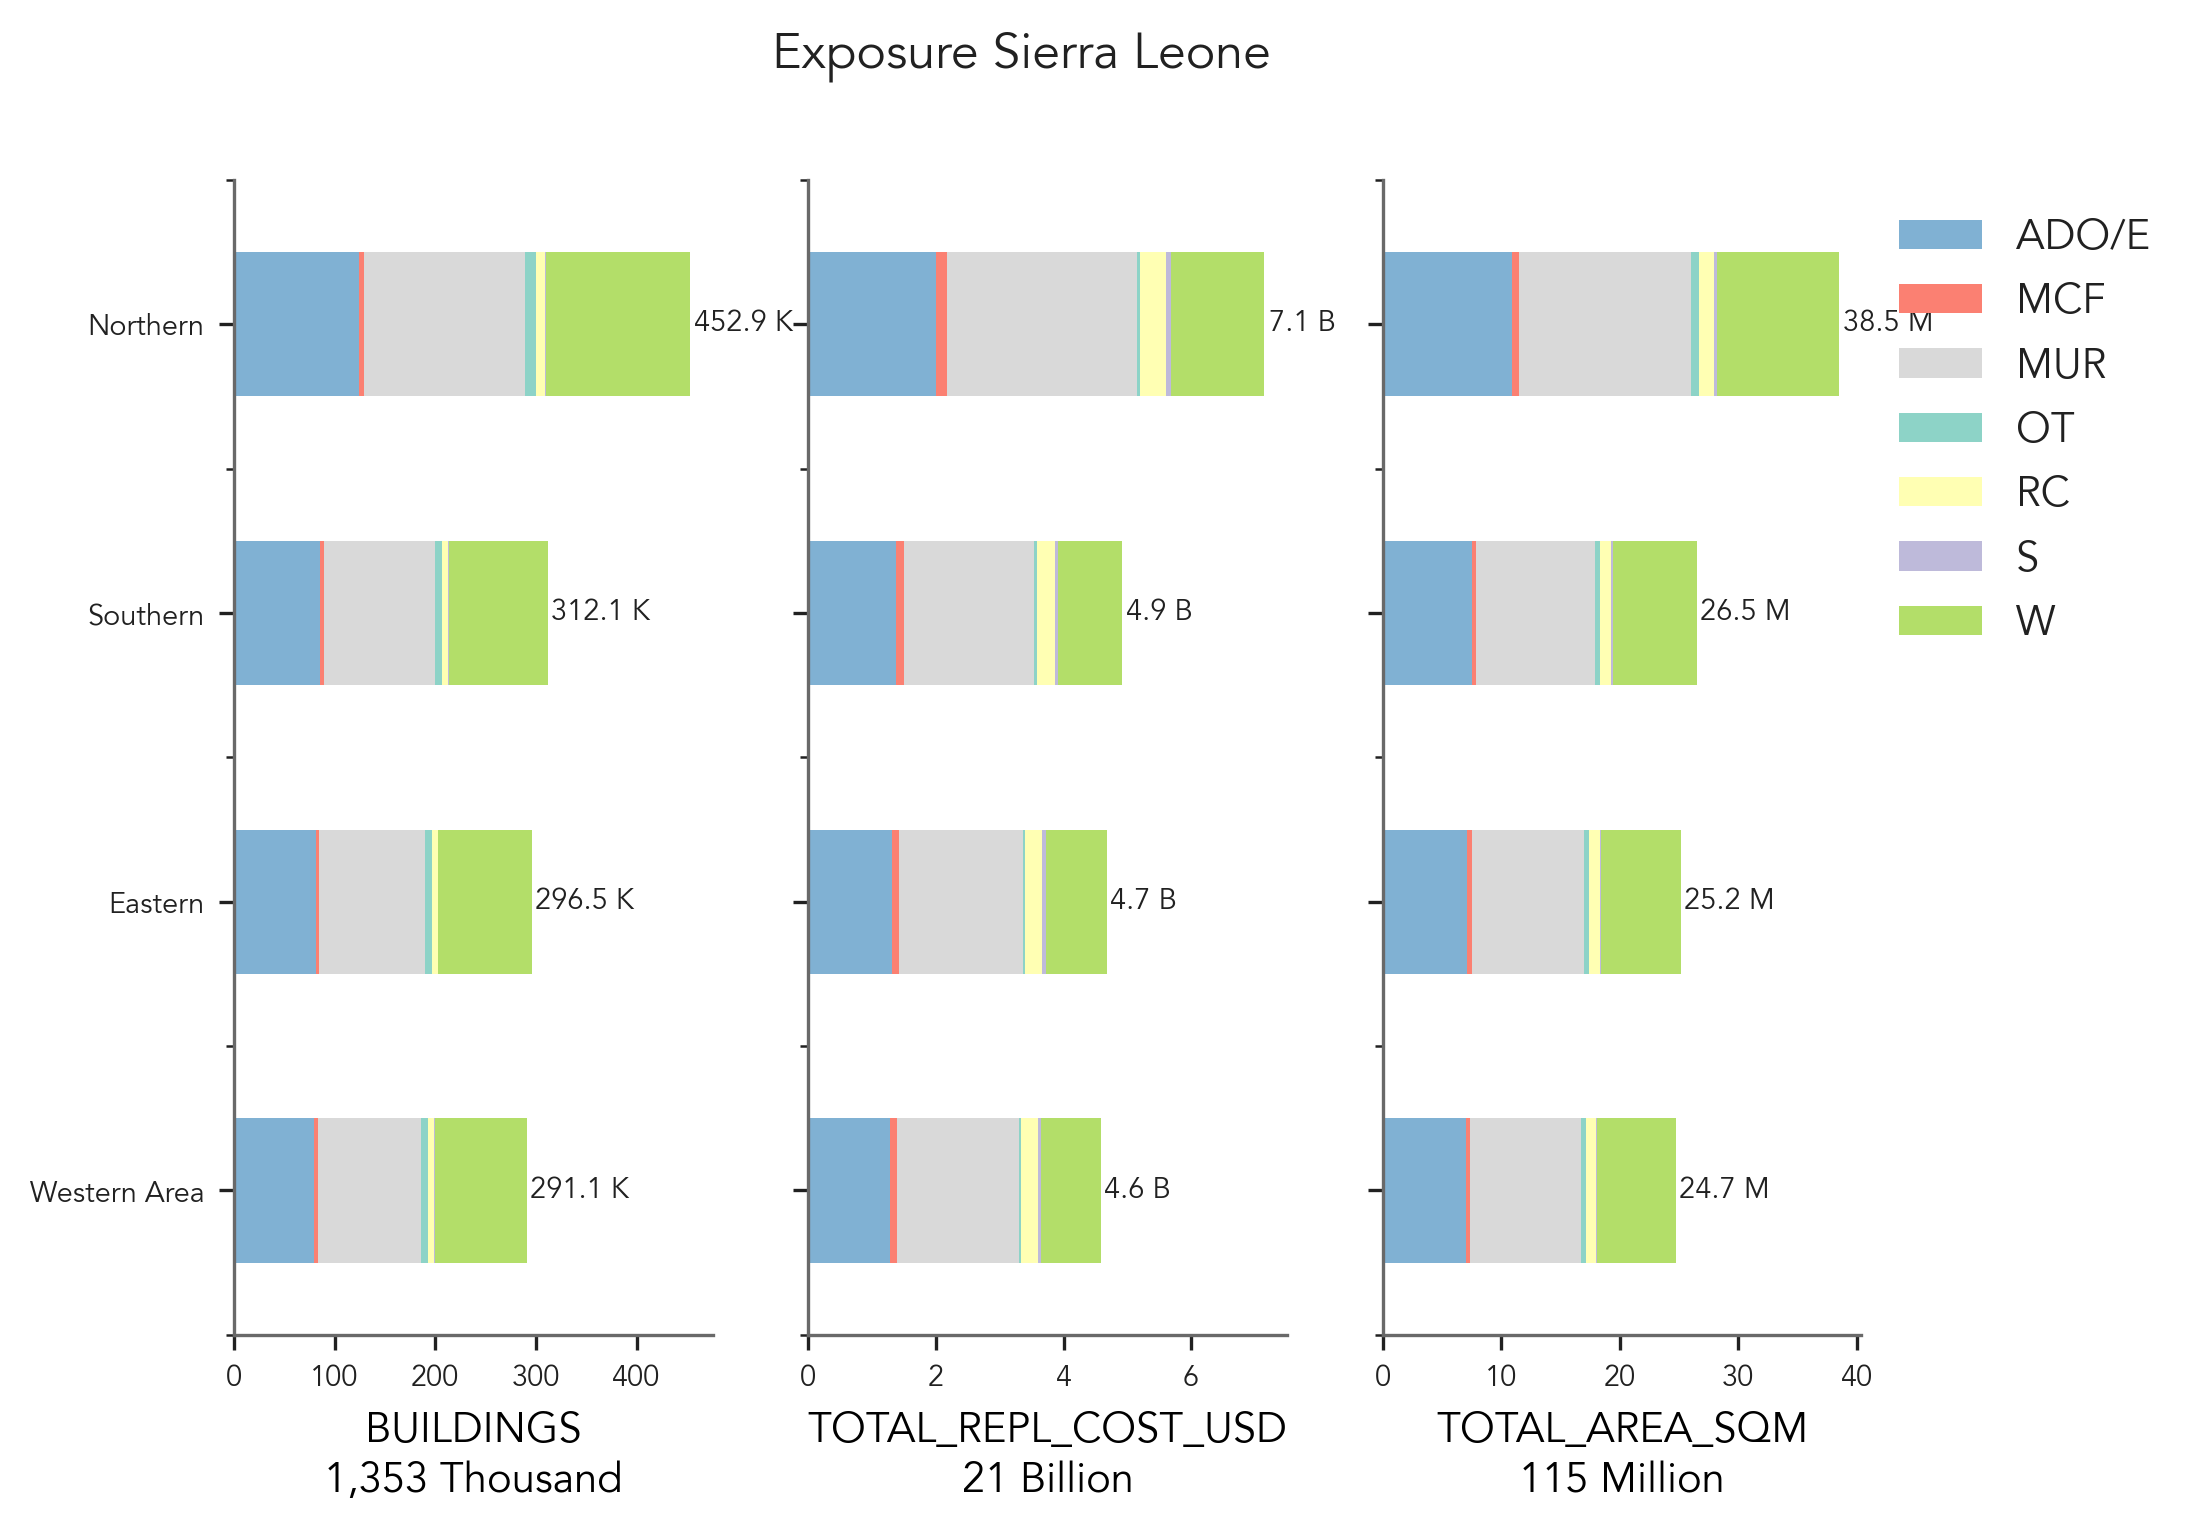 Exposure Sierra Leone
Northern
Southern
Eastern
Western Area
452.9 K
312.1 K
296.5 K
291.1 K
0 100 200 300 400
BUILDINGS
1,353 Thousand
7.1 B
4.9 B
4.7 B
4.6 B
0 2 4 6
TOTAL_REPL_COST_USD
21 Billion
38.5 M
26.5 M
25.2 M
24.7 M
0 10 20 30 40
TOTAL_AREA_SQM
115 Million
ADO/E
MCF
MUR
OT
RC
S
W